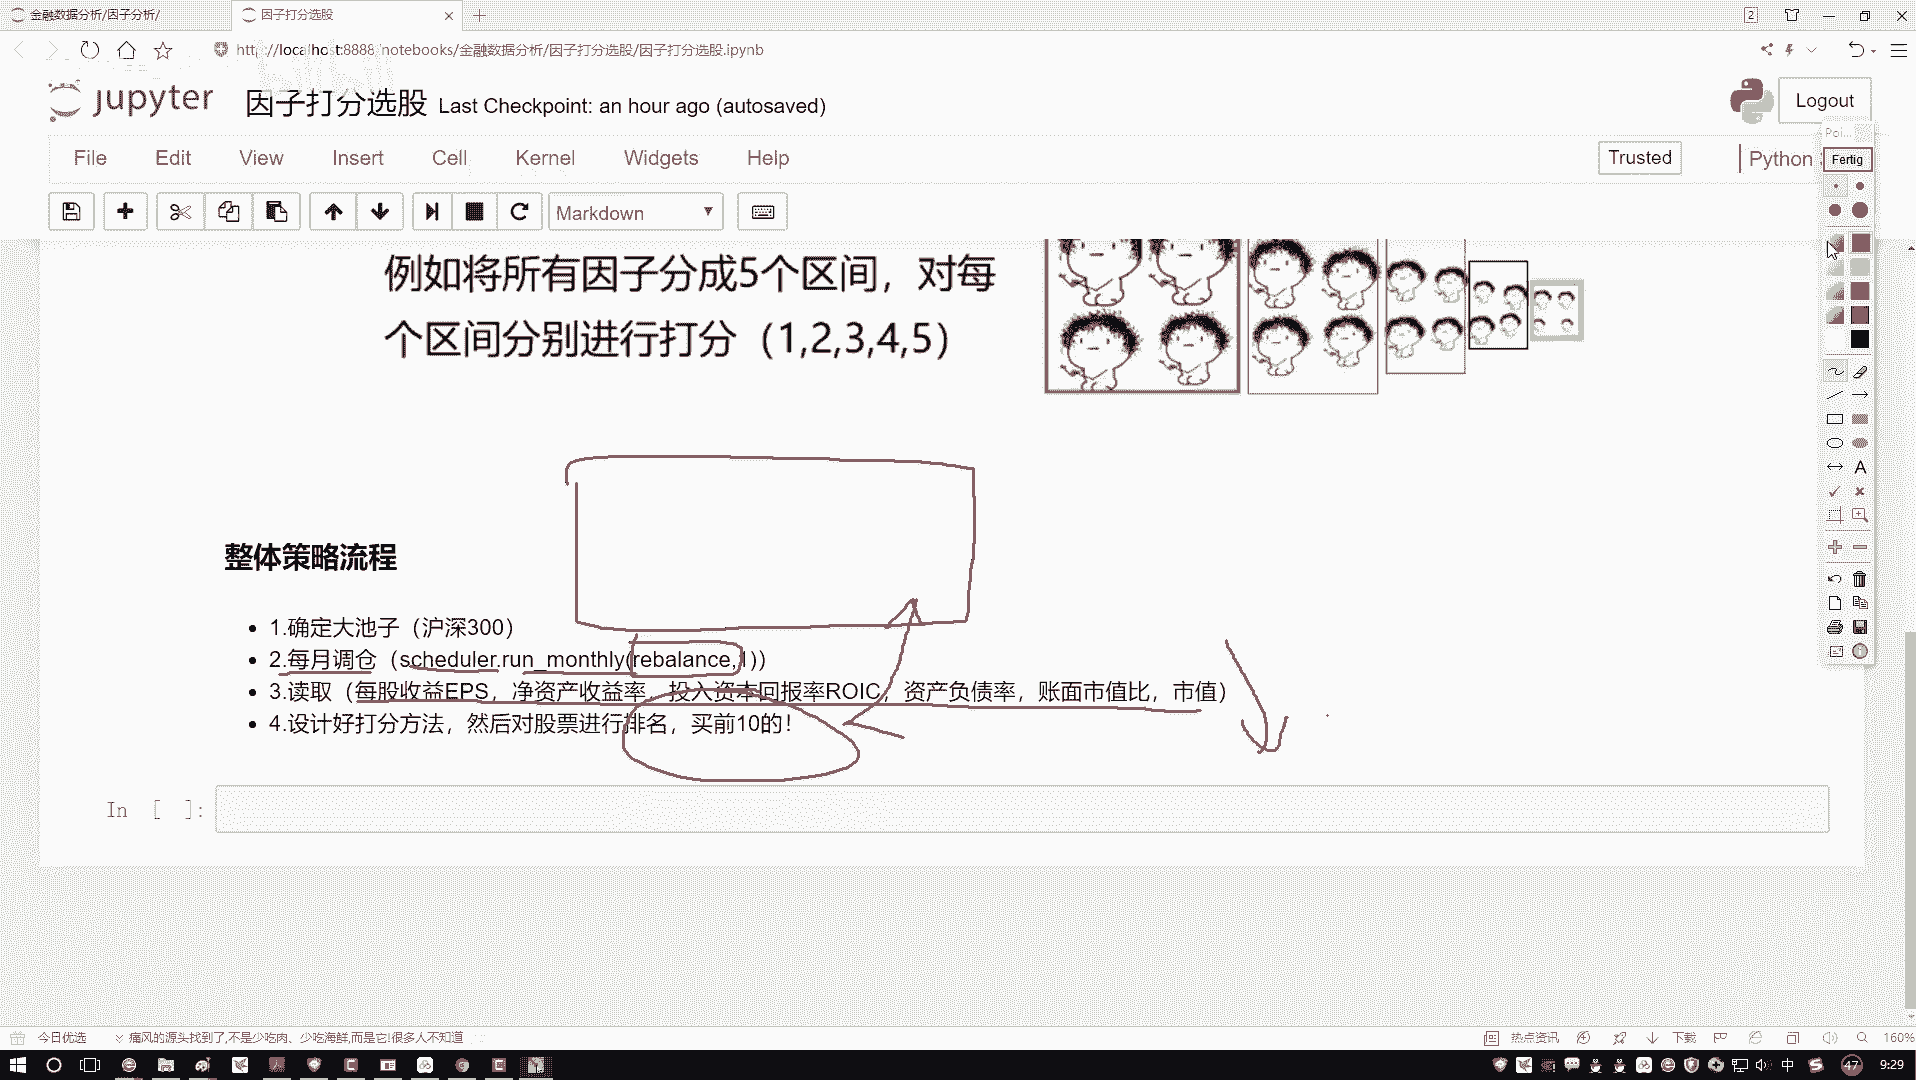 金融数据分析/因子分析/
因子打分选股
2
http://localhost:8888/notebooks/金融数据分析/因子打分选股/因子打分选股.ipynb
jupyter 因子打分选股 Last Checkpoint: an hour ago (autosaved)
Logout
Poi...
File Edit View Insert Cell Kernel Widgets Help
Trusted
Python
Fertig
Markdown
例如将所有因子分成5个区间，对每
个区间分别进行打分（1,2,3,4,5）
A
整体策略流程
1.确定大池子（沪深300）
2.每月调仓（scheduler.run_monthly(rebalance,1)）
3.读取（每股收益EPS，净资产收益率，投入资本回报率ROIC，资产负债率，账面市值比，市值）
4.设计好打分方法，然后对股票进行排名，买前10的！
In [ ]:
今日优选
痛风的源头找到了,不是少吃肉、少吃海鲜,而是它!很多人不知道
热点资讯
下载
160%
中
47
9:29